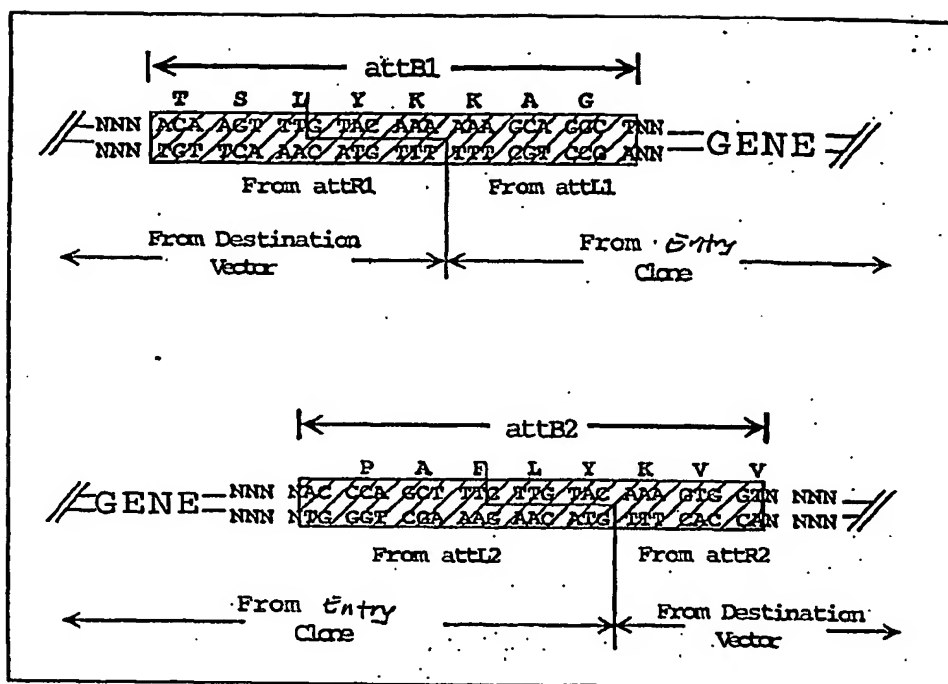 attB1
T S L Y K K A G
NNN ACA AGT TTG TAC AAA AAA GCA GGC TNN
GENE
NNN TGT TCA AAC ATG TTT TTT CGT CCG ANN
From attR1 From attL1
From Destination Vector
From Entry Clone
attB2
P A F L Y K V V
GENE
NNN NAC CCA GCT TTC TTG TAC AAA GTG GTN NNN
NNN NTG GGT CGA AAG AAC ATG TTT CAC CAN NNN
From attL2 From attR2
From Entry Clone
From Destination Vector